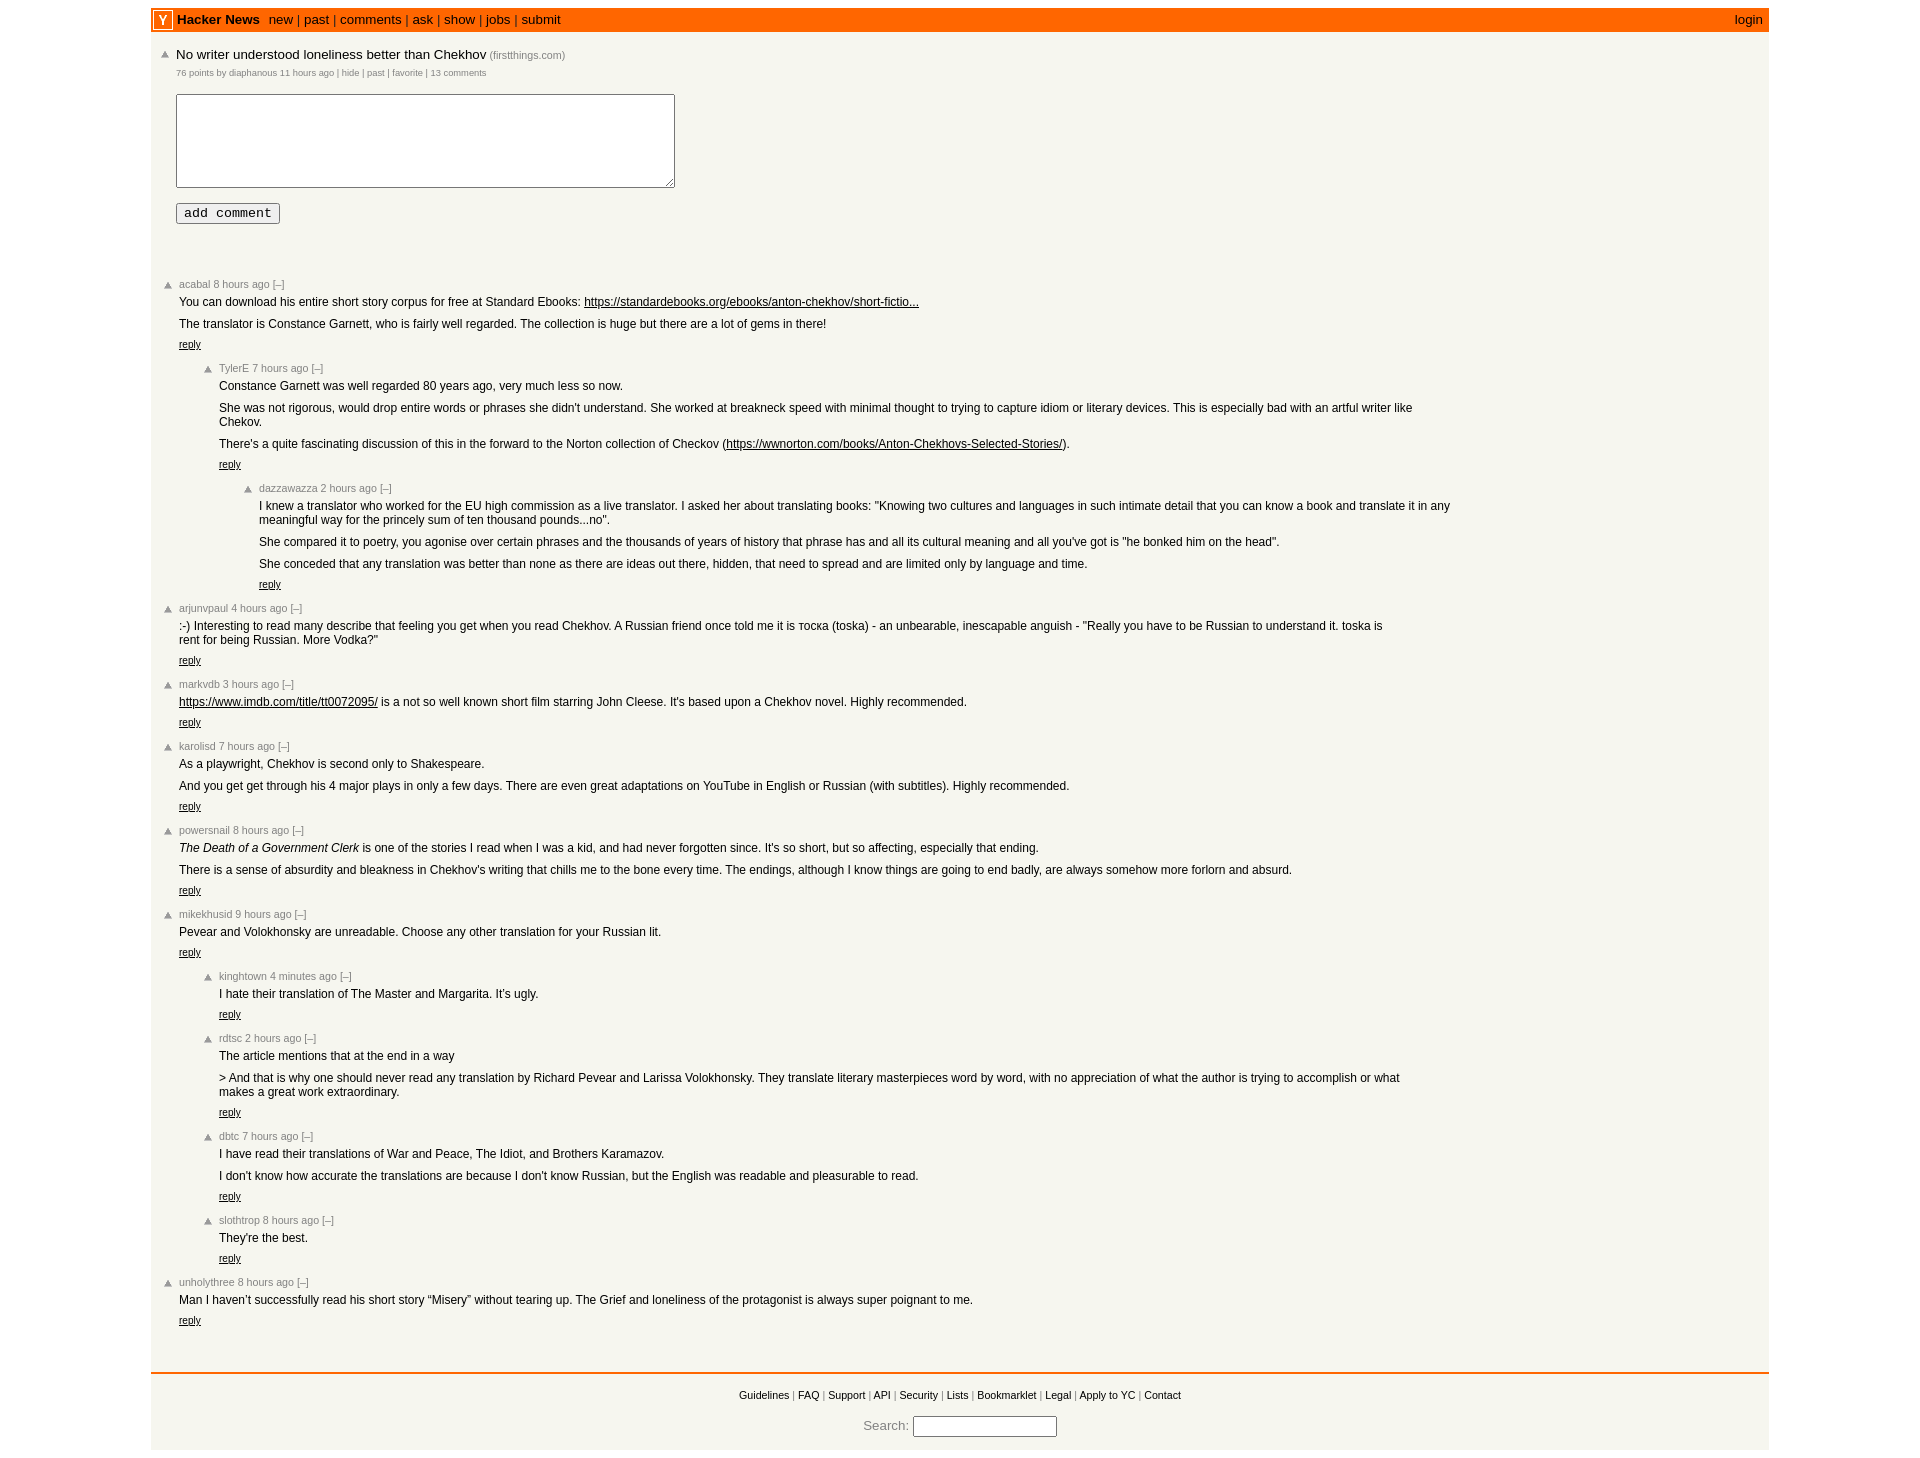 Y Hacker News new | past | comments | ask | show | jobs | submit login
No writer understood loneliness better than Chekhov (firstthings.com)
76 points by diaphanous 11 hours ago | hide | past | favorite | 13 comments
add comment
acabal 8 hours ago [–]
You can download his entire short story corpus for free at Standard Ebooks: https://standardebooks.org/ebooks/anton-chekhov/short-fictio...
The translator is Constance Garnett, who is fairly well regarded. The collection is huge but there are a lot of gems in there!
reply
TylerE 7 hours ago [–]
Constance Garnett was well regarded 80 years ago, very much less so now.
She was not rigorous, would drop entire words or phrases she didn't understand. She worked at breakneck speed with minimal thought to trying to capture idiom or literary devices. This is especially bad with an artful writer like
Chekov.
There's a quite fascinating discussion of this in the forward to the Norton collection of Checkov (https://wwnorton.com/books/Anton-Chekhovs-Selected-Stories/).
reply
dazzawazza 2 hours ago [–]
I knew a translator who worked for the EU high commission as a live translator. I asked her about translating books: "Knowing two cultures and languages in such intimate detail that you can know a book and translate it in any
meaningful way for the princely sum of ten thousand pounds...no".
She compared it to poetry, you agonise over certain phrases and the thousands of years of history that phrase has and all its cultural meaning and all you've got is "he bonked him on the head".
She conceded that any translation was better than none as there are ideas out there, hidden, that need to spread and are limited only by language and time.
reply
arjunvpaul 4 hours ago [–]
:-) Interesting to read many describe that feeling you get when you read Chekhov. A Russian friend once told me it is тоска (toska) - an unbearable, inescapable anguish - "Really you have to be Russian to understand it. toska is
rent for being Russian. More Vodka?"
reply
markvdb 3 hours ago [–]
https://www.imdb.com/title/tt0072095/ is a not so well known short film starring John Cleese. It's based upon a Chekhov novel. Highly recommended.
reply
karolisd 7 hours ago [–]
As a playwright, Chekhov is second only to Shakespeare.
And you get get through his 4 major plays in only a few days. There are even great adaptations on YouTube in English or Russian (with subtitles). Highly recommended.
reply
powersnail 8 hours ago [–]
The Death of a Government Clerk is one of the stories I read when I was a kid, and had never forgotten since. It's so short, but so affecting, especially that ending.
There is a sense of absurdity and bleakness in Chekhov's writing that chills me to the bone every time. The endings, although I know things are going to end badly, are always somehow more forlorn and absurd.
reply
mikekhusid 9 hours ago [–]
Pevear and Volokhonsky are unreadable. Choose any other translation for your Russian lit.
reply
kinghtown 4 minutes ago [–]
I hate their translation of The Master and Margarita. It’s ugly.
reply
rdtsc 2 hours ago [–]
The article mentions that at the end in a way
> And that is why one should never read any translation by Richard Pevear and Larissa Volokhonsky. They translate literary masterpieces word by word, with no appreciation of what the author is trying to accomplish or what
makes a great work extraordinary.
reply
dbtc 7 hours ago [–]
I have read their translations of War and Peace, The Idiot, and Brothers Karamazov.
I don't know how accurate the translations are because I don't know Russian, but the English was readable and pleasurable to read.
reply
slothtrop 8 hours ago [–]
They're the best.
reply
unholythree 8 hours ago [–]
Man I haven’t successfully read his short story “Misery” without tearing up. The Grief and loneliness of the protagonist is always super poignant to me.
reply
Guidelines | FAQ | Support | API | Security | Lists | Bookmarklet | Legal | Apply to YC | Contact
Search: